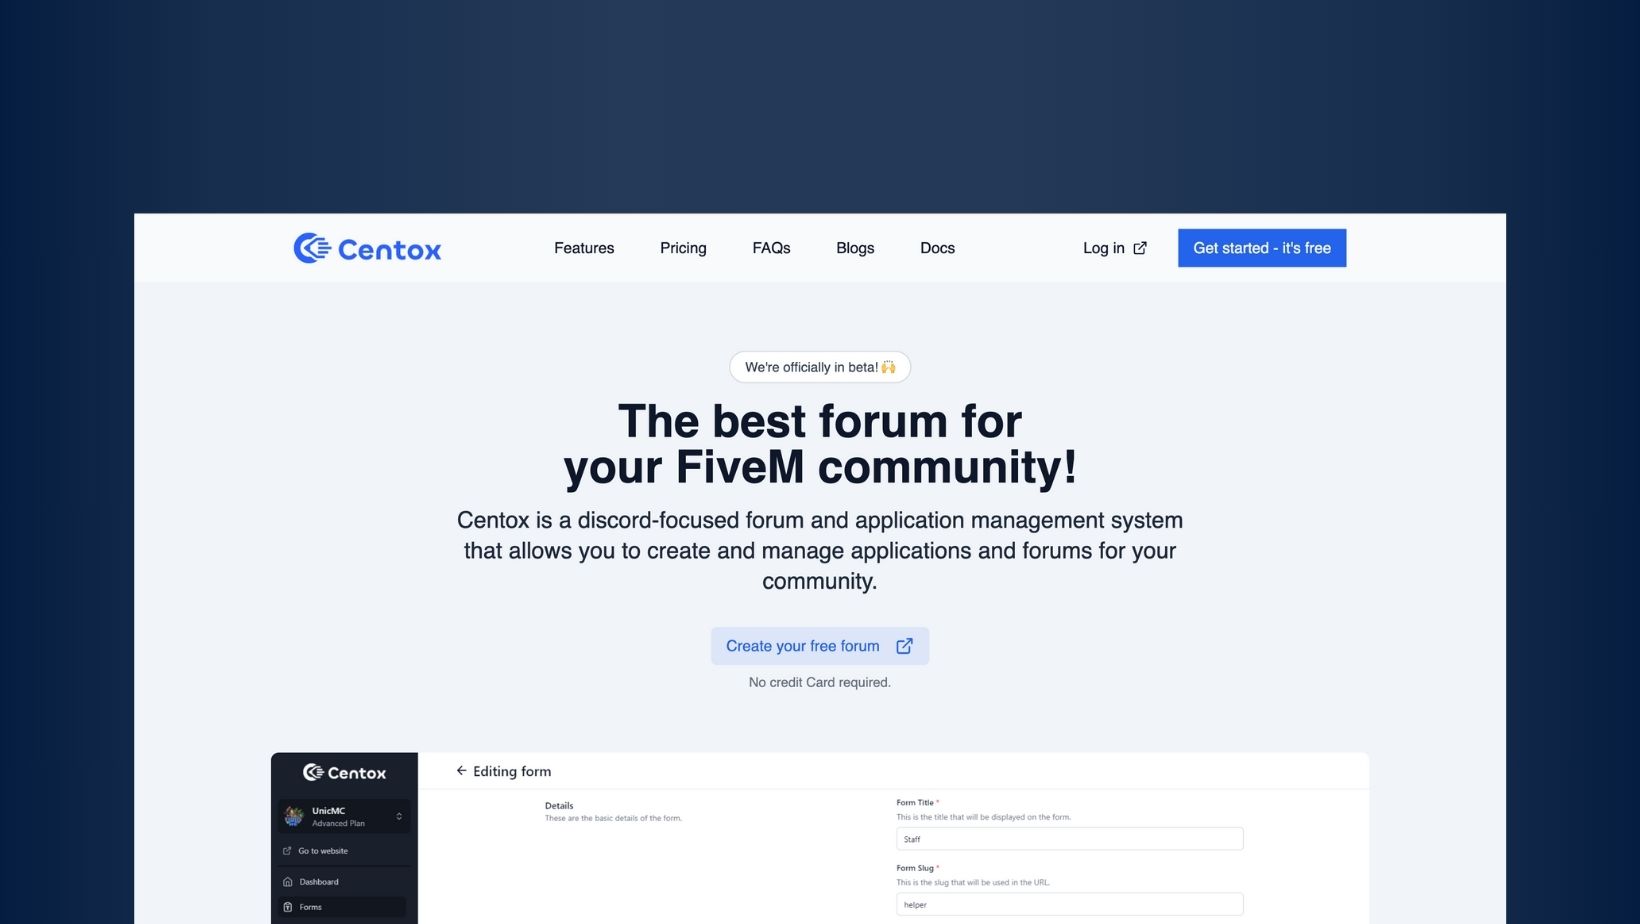 Centox
Features Pricing FAQs Blogs Docs Log in Get started - it's free
We're officially in beta! 🙌
The best forum for
your FiveM community!
Centox is a discord-focused forum and application management system
that allows you to create and manage applications and forums for your
community.
Create your free forum
No credit Card required.
Centox
UnicMC
Advanced Plan
Go to website
Dashboard
Forms
← Editing form
Details
These are the basic details of the form.
Form Title *
This is the title that will be displayed on the form.
Staff
Form Slug *
This is the slug that will be used in the URL.
helper